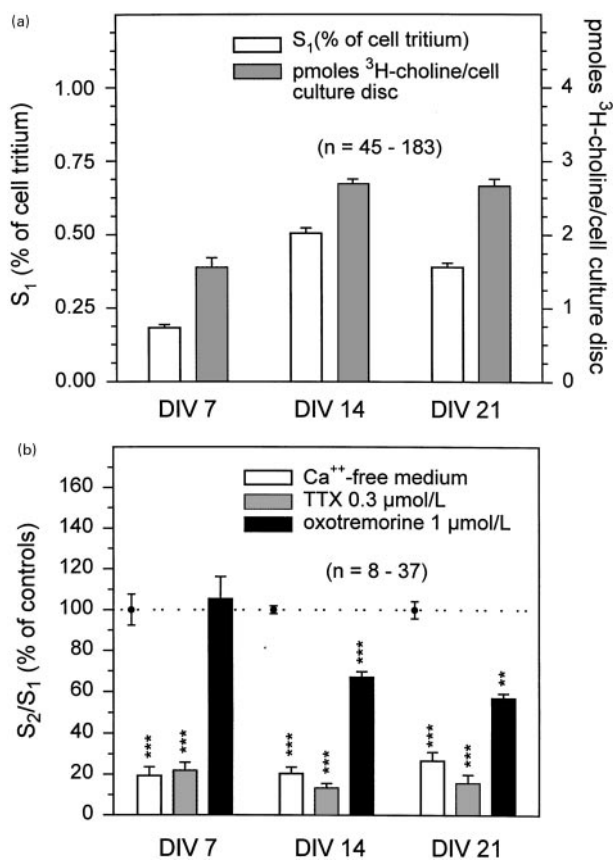 (a)
S₁(% of cell tritium)
pmoles ³H-choline/cell
culture disc
(n = 45 - 183)
S₁ (% of cell tritium)
1.00
0.75
0.50
0.25
0.00
pmoles ³H-choline/cell culture disc
4
3
2
1
0
DIV 7 DIV 14 DIV 21
(b)
Ca⁺⁺-free medium
TTX 0.3 µmol/L
oxotremorine 1 µmol/L
(n = 8 - 37)
S₂/S₁ (% of controls)
160
140
120
100
80
60
40
20
0
*** *** *** *** *** *** *** **
DIV 7 DIV 14 DIV 21